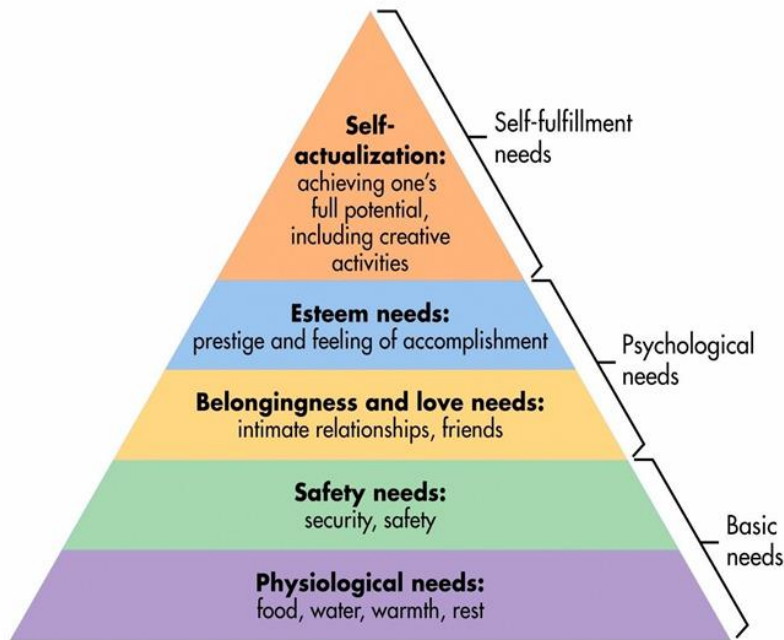 Self-
actualization:
achieving one's
full potential,
including creative
activities
Self-fulfillment
needs
Esteem needs:
prestige and feeling of accomplishment
Psychological
needs
Belongingness and love needs:
intimate relationships, friends
Safety needs:
security, safety
Basic
needs
Physiological needs:
food, water, warmth, rest